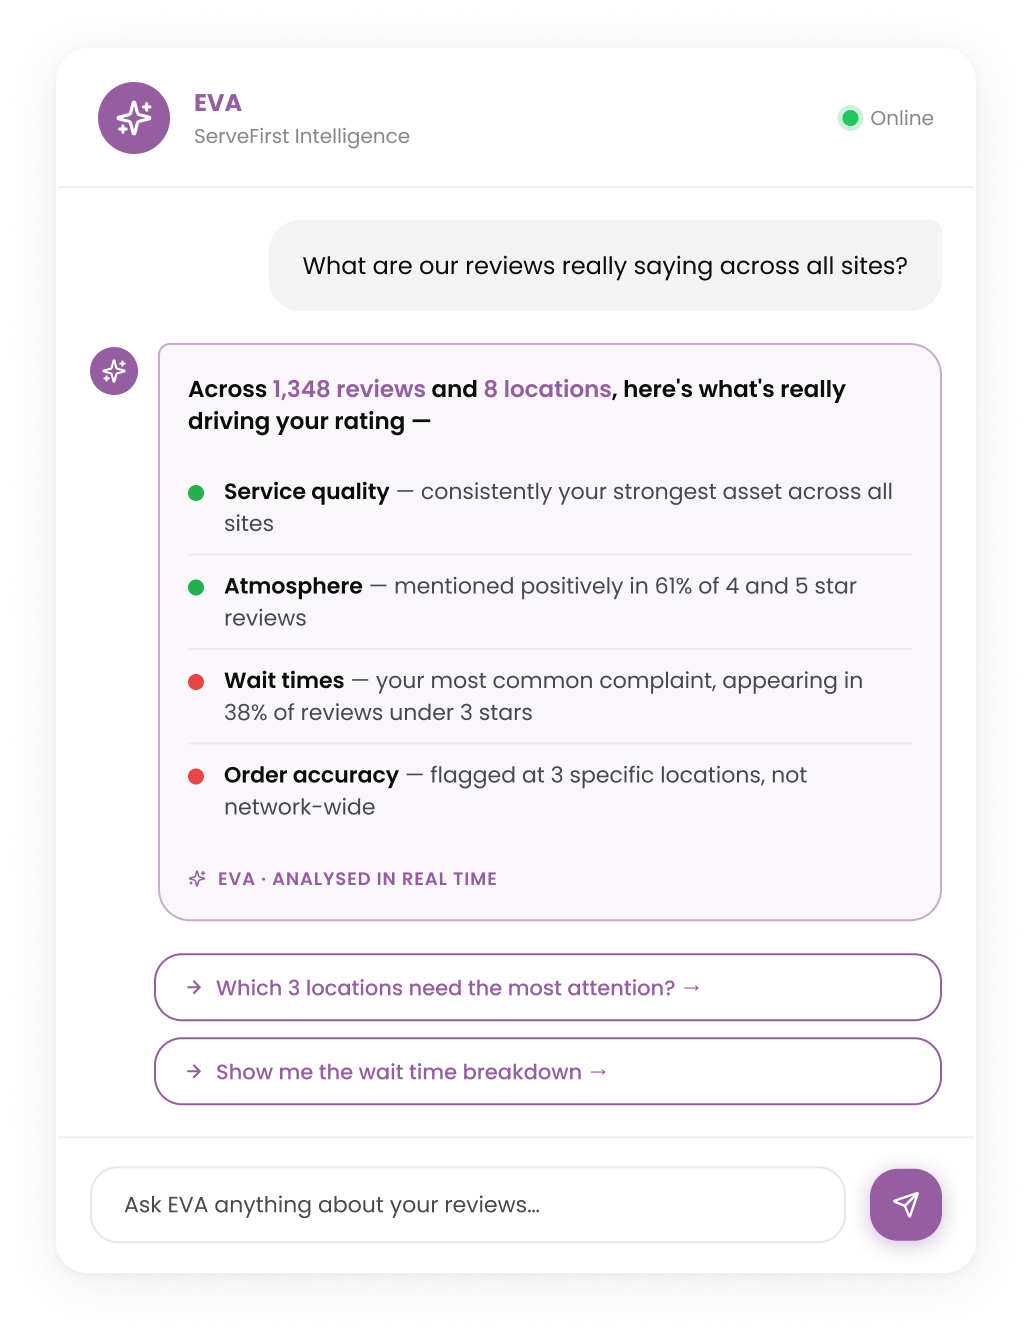 EVA
ServeFirst Intelligence
Online
What are our reviews really saying across all sites?
Across 1,348 reviews and 8 locations, here's what's really
driving your rating —
Service quality — consistently your strongest asset across all
sites
Atmosphere — mentioned positively in 61% of 4 and 5 star
reviews
Wait times — your most common complaint, appearing in
38% of reviews under 3 stars
Order accuracy — flagged at 3 specific locations, not
network-wide
EVA · ANALYSED IN REAL TIME
→ Which 3 locations need the most attention? →
→ Show me the wait time breakdown →
Ask EVA anything about your reviews...